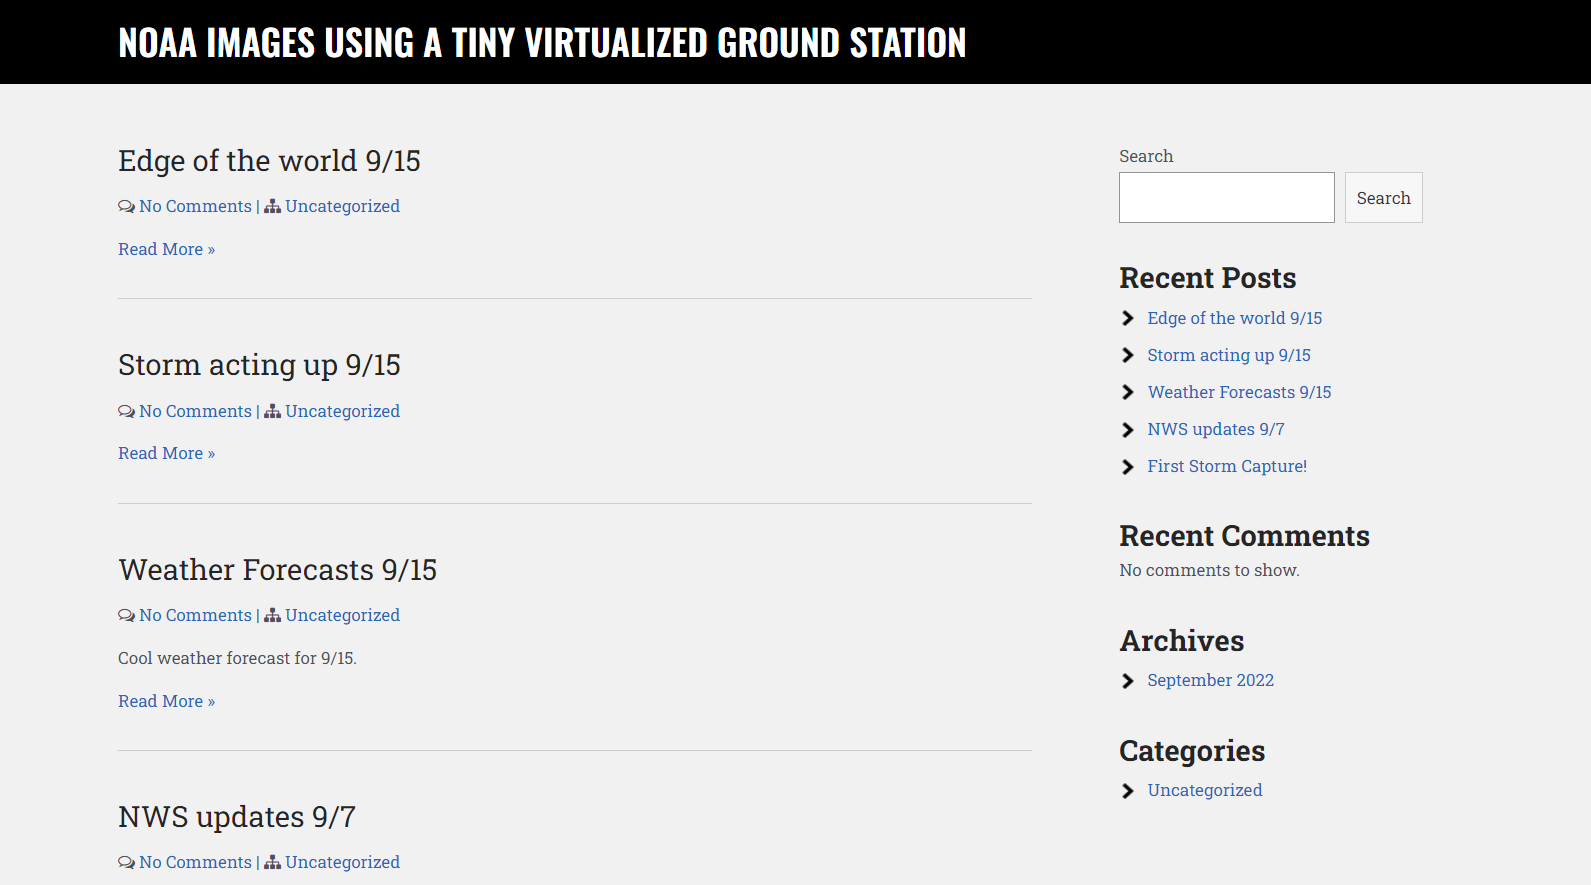 NOAA IMAGES USING A TINY VIRTUALIZED GROUND STATION
Edge of the world 9/15
No Comments | Uncategorized
Read More »
Storm acting up 9/15
No Comments | Uncategorized
Read More »
Weather Forecasts 9/15
No Comments | Uncategorized
Cool weather forecast for 9/15.
Read More »
NWS updates 9/7
No Comments | Uncategorized
Search
Search
Recent Posts
Edge of the world 9/15
Storm acting up 9/15
Weather Forecasts 9/15
NWS updates 9/7
First Storm Capture!
Recent Comments
No comments to show.
Archives
September 2022
Categories
Uncategorized